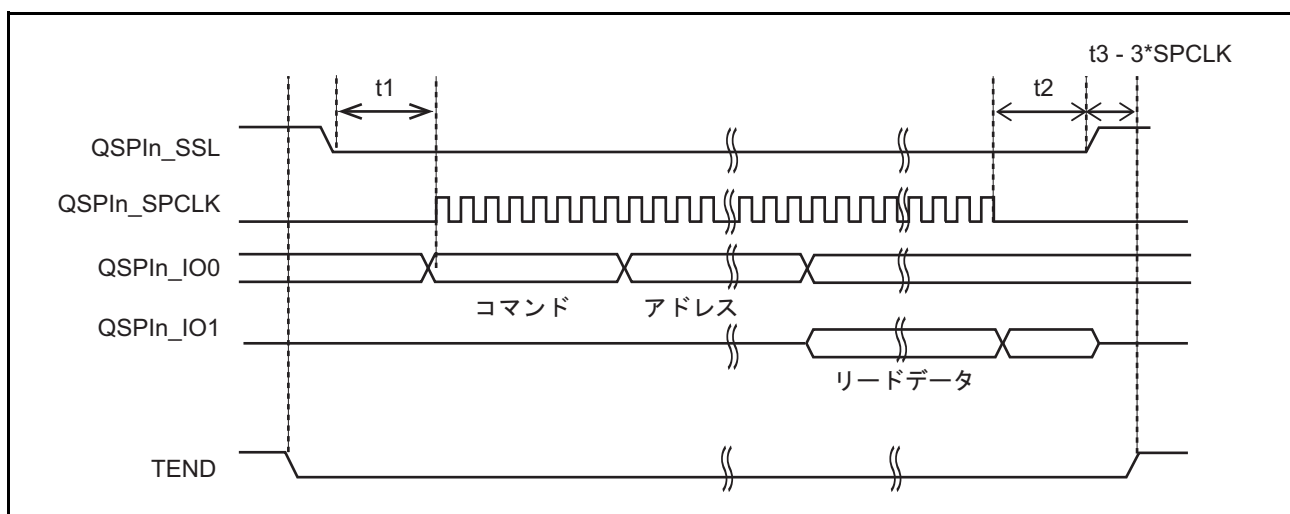 t3 - 3*SPCLK
t1
t2
QSPIn_SSL
QSPIn_SPCLK
QSPIn_IO0
コマンド
アドレス
QSPIn_IO1
リードデータ
TEND